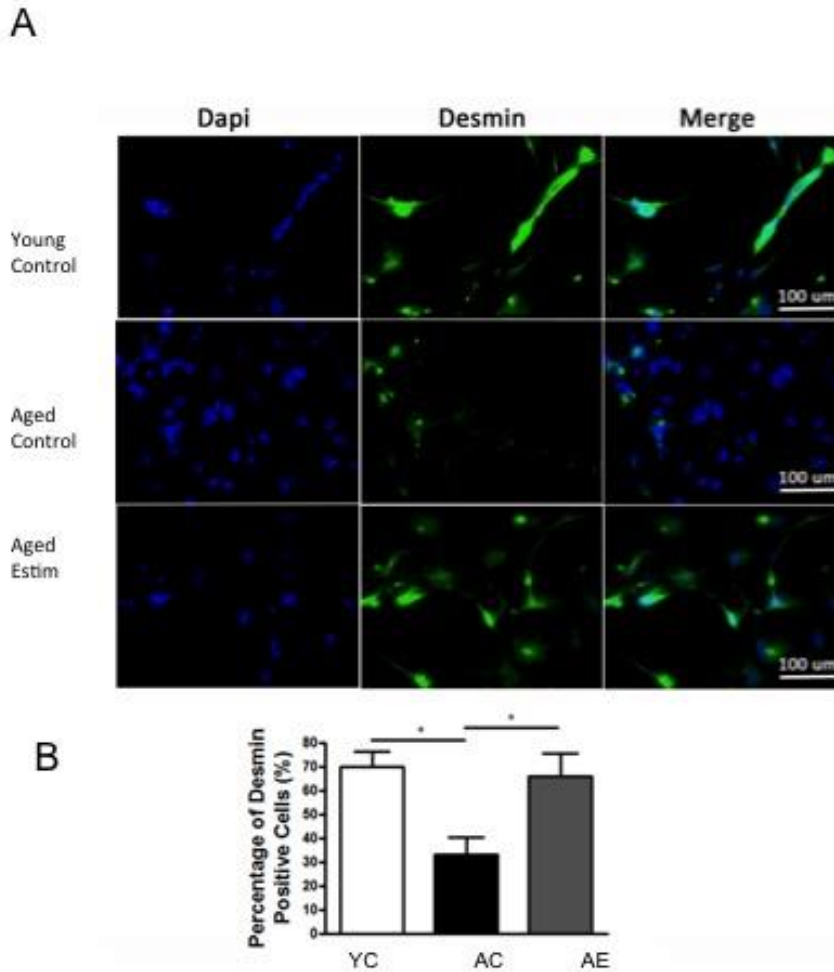 A
Dapi Desmin Merge
Young
Control
100 um
Aged
Control
100 um
Aged
Estim
100 um
B
Percentage of Desmin
Positive Cells (%)
* *
80
70
60
50
40
30
20
10
0
YC AC AE